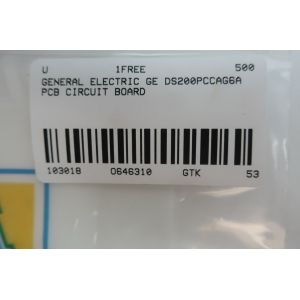 U 1FREE 500
GENERAL ELECTRIC GE DS200PCCAG6A
PCB CIRCUIT BOARD
103018 0646310 GTK 53